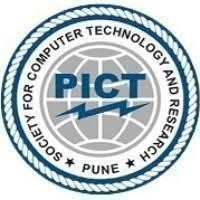 SOCIETY FOR COMPUTER TECHNOLOGY AND RESEARCH
PICT
PUNE